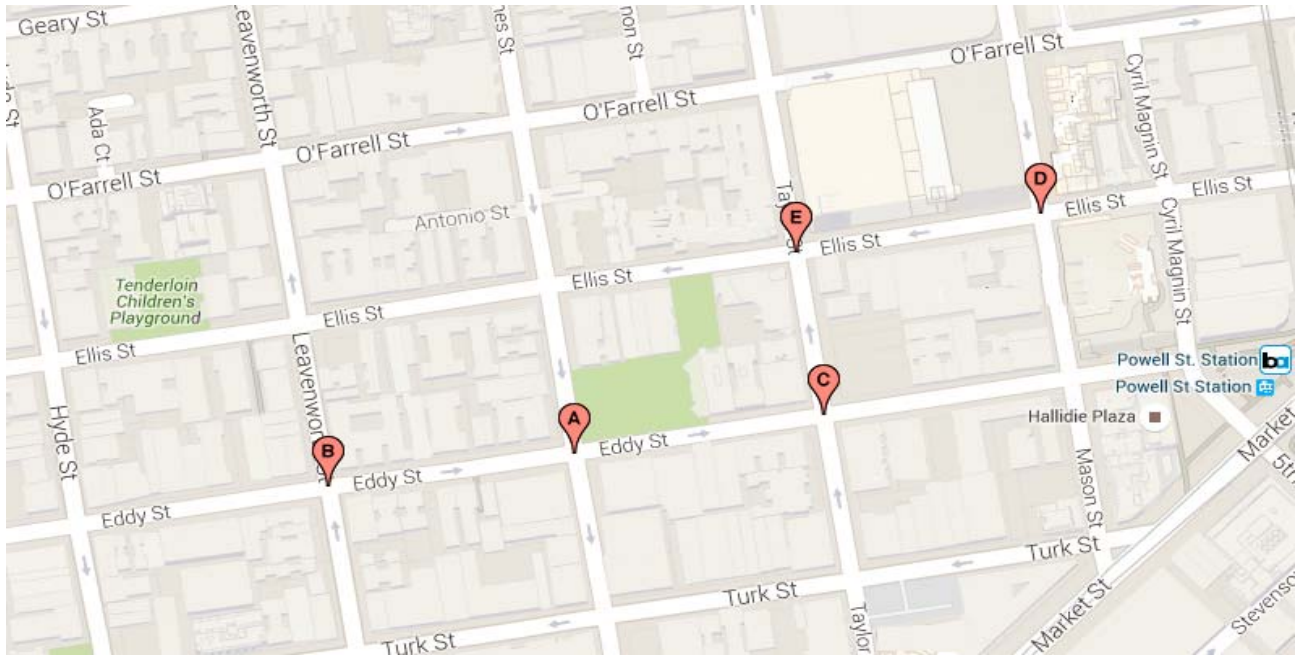 Geary St
O'Farrell St
Cyril Magnin St
Leavenworth St
Ada Ct
O'Farrell St
O'Farrell St
O'Farrell St
Antonio St
D
Ellis St
Ellis St
E
Ellis St
Cyril Magnin St
Tenderloin
Children's
Playground
Ellis St
Ellis St
Ellis St
Powell St. Station
ba
Powell St Station
C
Hallidie Plaza
A
Eddy St
B
Leavenworth St
Hyde St
Eddy St
Eddy St
Market
5th
Mason St
Turk St
Turk St
Turk St
Taylor
Market St
Stevenso